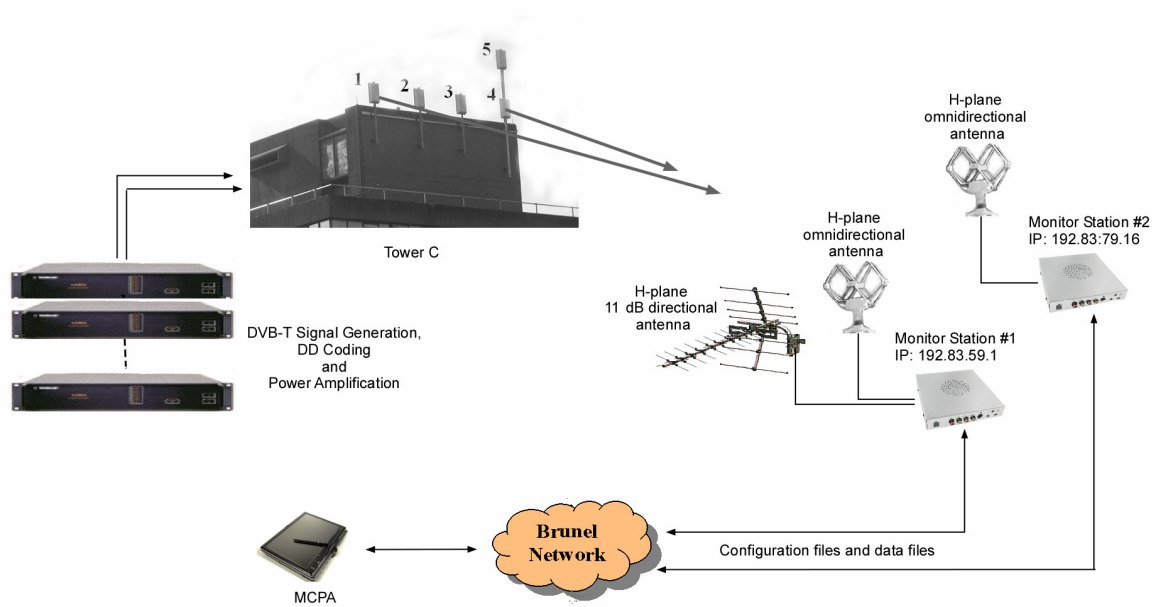 5
1
2
3
4
H-plane
omnidirectional
antenna
Tower C
H-plane
omnidirectional
antenna
Monitor Station #2
IP: 192.83:79.16
H-plane
11 dB directional
antenna
DVB-T Signal Generation,
DD Coding
and
Power Amplification
Monitor Station #1
IP: 192.83.59.1
Brunel
Network
Configuration files and data files
MCPA